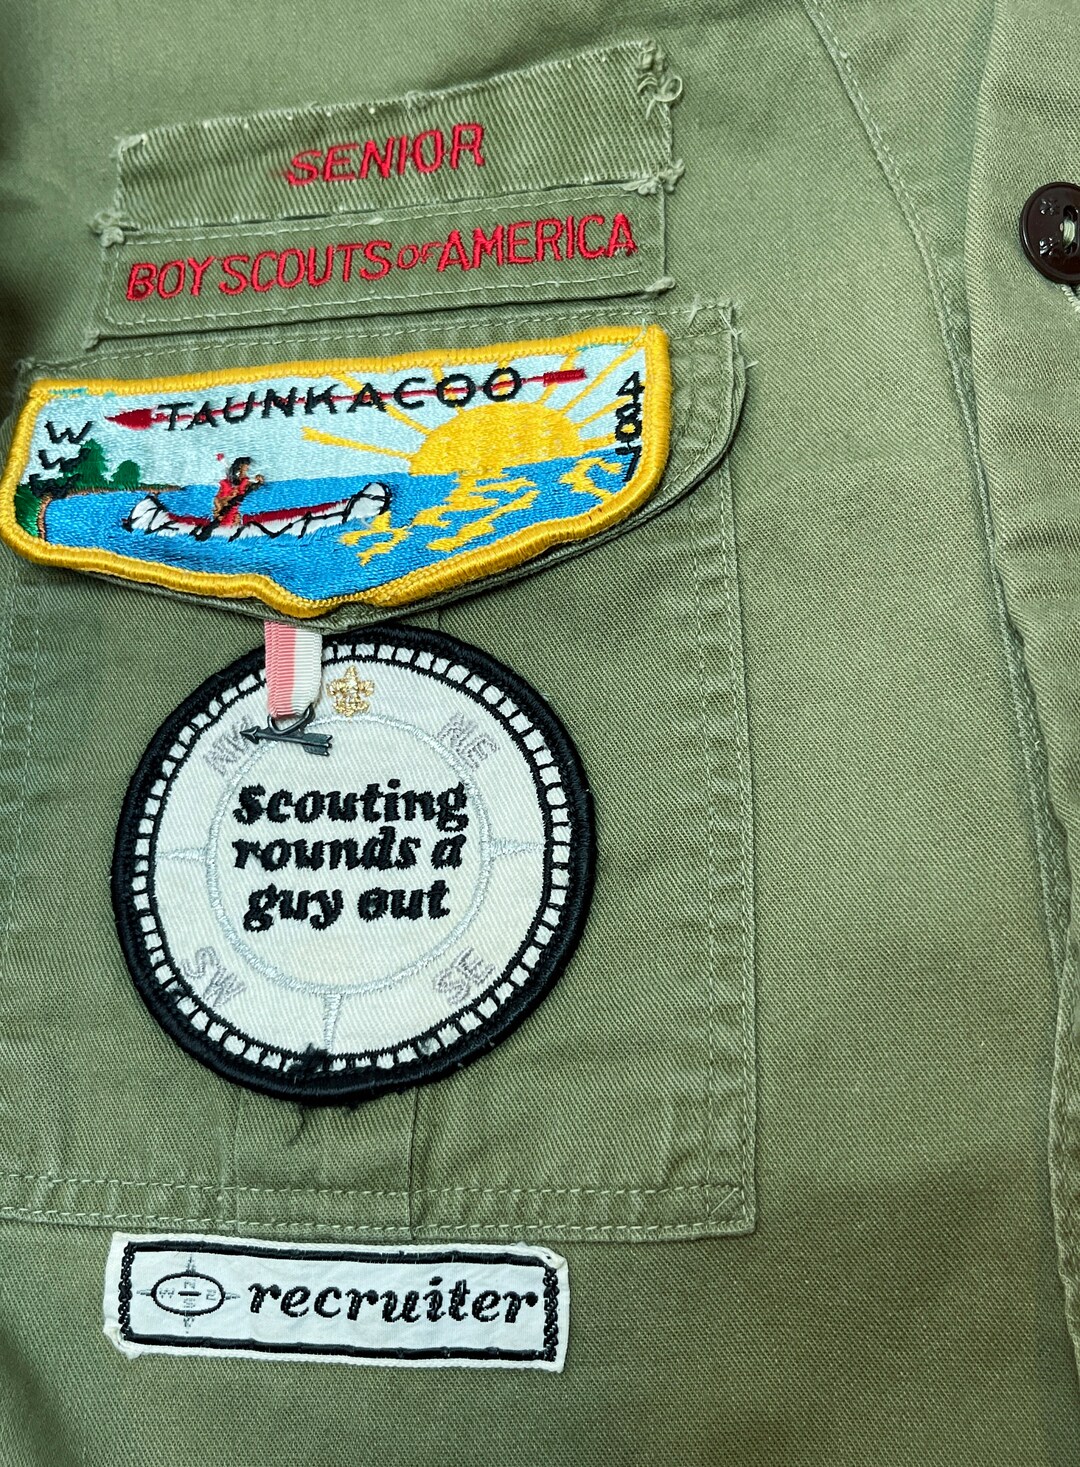 SENIOR
BOY SCOUTS OF AMERICA
TAUNKACOO
487
WWW
NW
NE
Scouting
rounds a
guy out
SW
SE
N
W E
S
recruiter